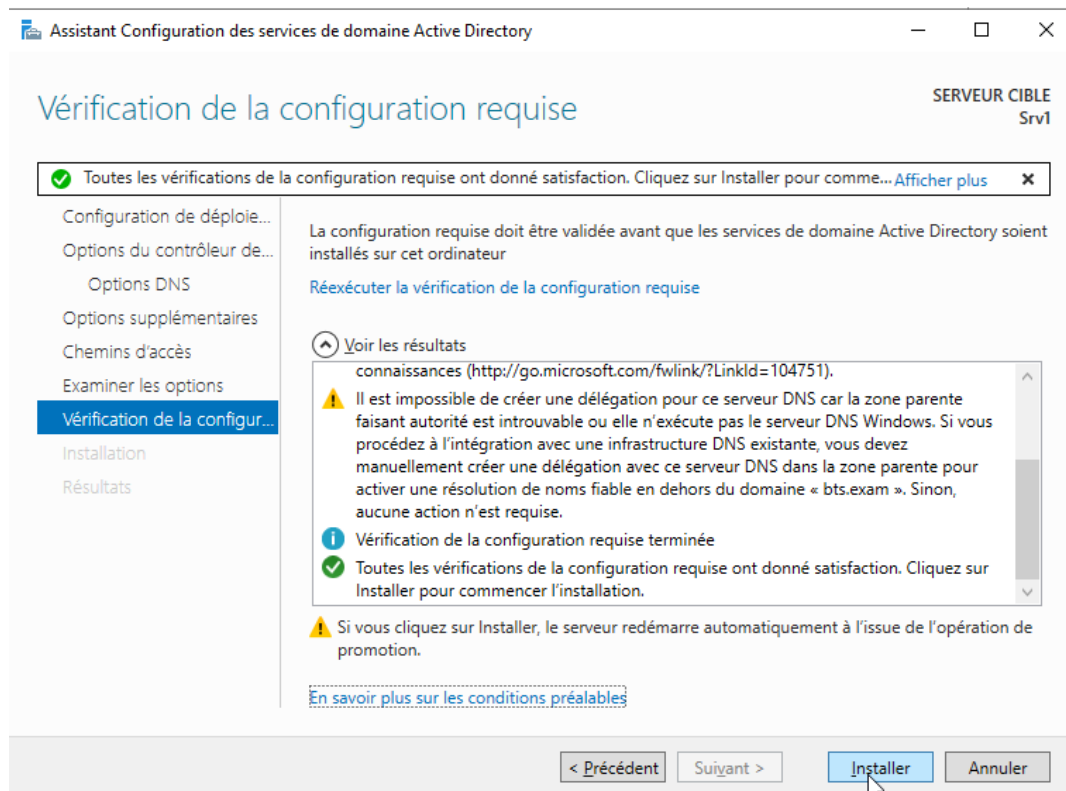 Assistant Configuration des services de domaine Active Directory
Vérification de la configuration requise
SERVEUR CIBLE
Srv1
Toutes les vérifications de la configuration requise ont donné satisfaction. Cliquez sur Installer pour comme... Afficher plus
Configuration de déploie...
Options du contrôleur de...
Options DNS
Options supplémentaires
Chemins d'accès
Examiner les options
Vérification de la configur...
Installation
Résultats
La configuration requise doit être validée avant que les services de domaine Active Directory soient
installés sur cet ordinateur
Réexécuter la vérification de la configuration requise
Voir les résultats
connaissances (http://go.microsoft.com/fwlink/?LinkId=104751).
Il est impossible de créer une délégation pour ce serveur DNS car la zone parente
faisant autorité est introuvable ou elle n'exécute pas le serveur DNS Windows. Si vous
procédez à l'intégration avec une infrastructure DNS existante, vous devez
manuellement créer une délégation avec ce serveur DNS dans la zone parente pour
activer une résolution de noms fiable en dehors du domaine « bts.exam ». Sinon,
aucune action n'est requise.
Vérification de la configuration requise terminée
Toutes les vérifications de la configuration requise ont donné satisfaction. Cliquez sur
Installer pour commencer l'installation.
Si vous cliquez sur Installer, le serveur redémarre automatiquement à l'issue de l'opération de
promotion.
En savoir plus sur les conditions préalables
< Précédent
Suivant >
Installer
Annuler